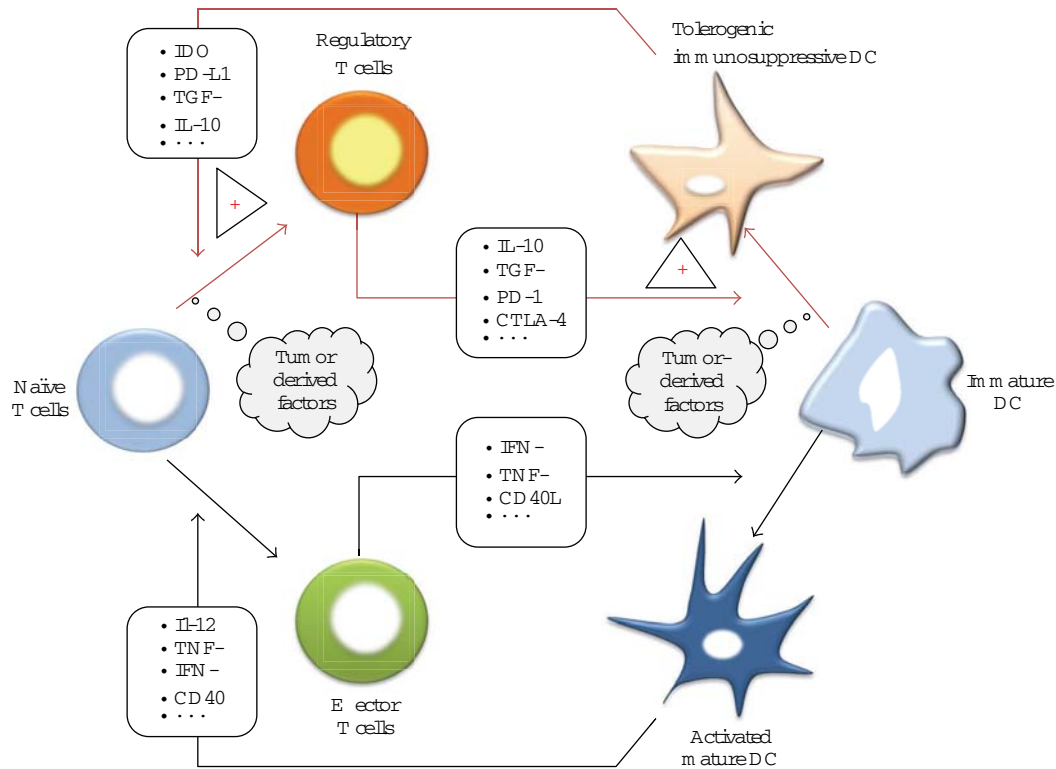 • IDO
• PD-L1
• TGF-
• IL-10
• · · ·
Regulatory
T cells
Tolerogenic
immunosuppressive DC
+
• IL-10
• TGF-
• PD-1
• CTLA-4
• · · ·
+
Naïve
T cells
Tumor
derived
factors
Tumor-
derived
factors
Immature
DC
• IFN-
• TNF-
• CD40L
• · · ·
• Il-12
• TNF-
• IFN-
• CD40
• · · ·
E ector
T cells
Activated
mature DC